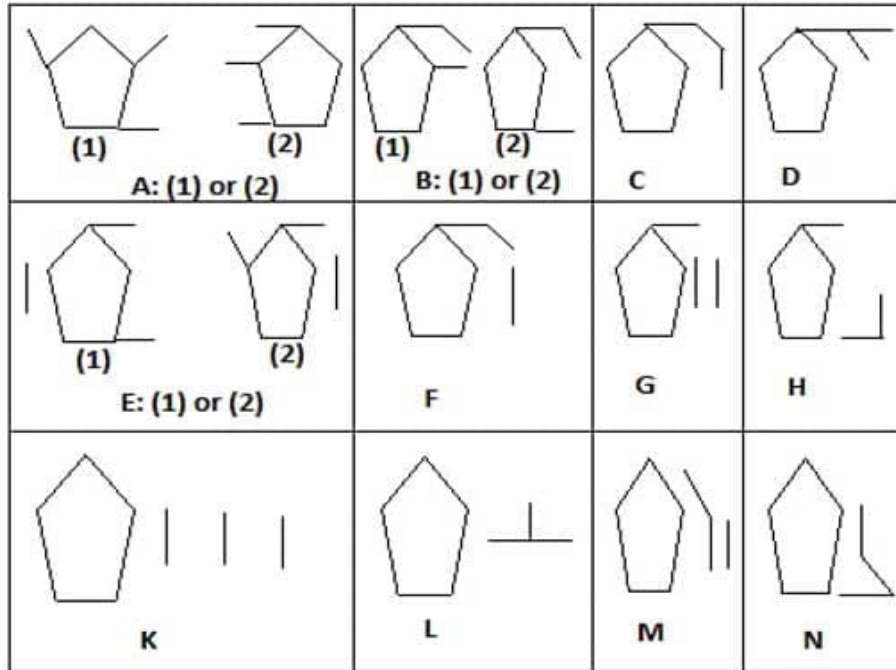 (1)
(2)
A: (1) or (2)
(1)
(2)
B: (1) or (2)
C
D
(1)
(2)
E: (1) or (2)
F
G
H
K
L
M
N